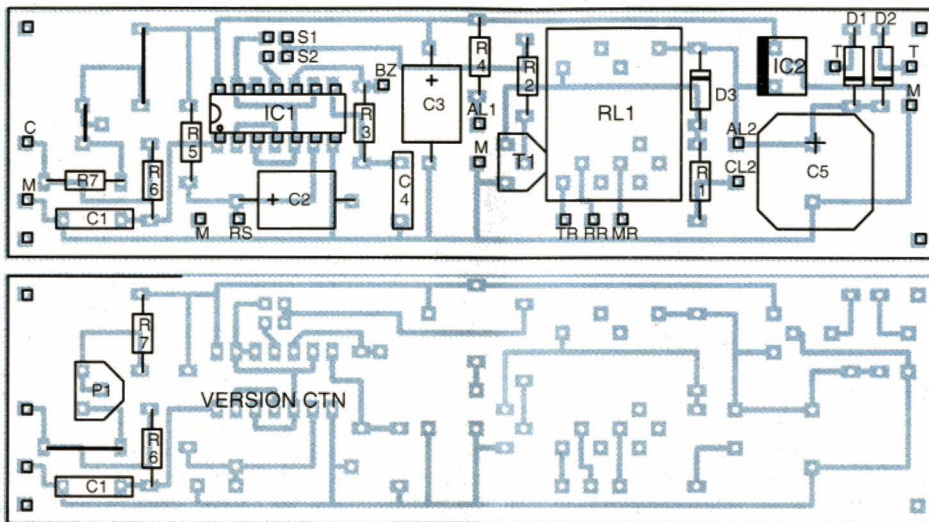 D1 D2
S1
S2
T
T
IC2
BZ
R4
R2
C3
M
D3
C
IC1
R3
AL1
RL1
R5
AL2
M
T1
C5
R7
R6
C4
R1
CL2
M
C1
C2
M
RS
TR RR MR
R7
P1
VERSION CTN
R6
C1